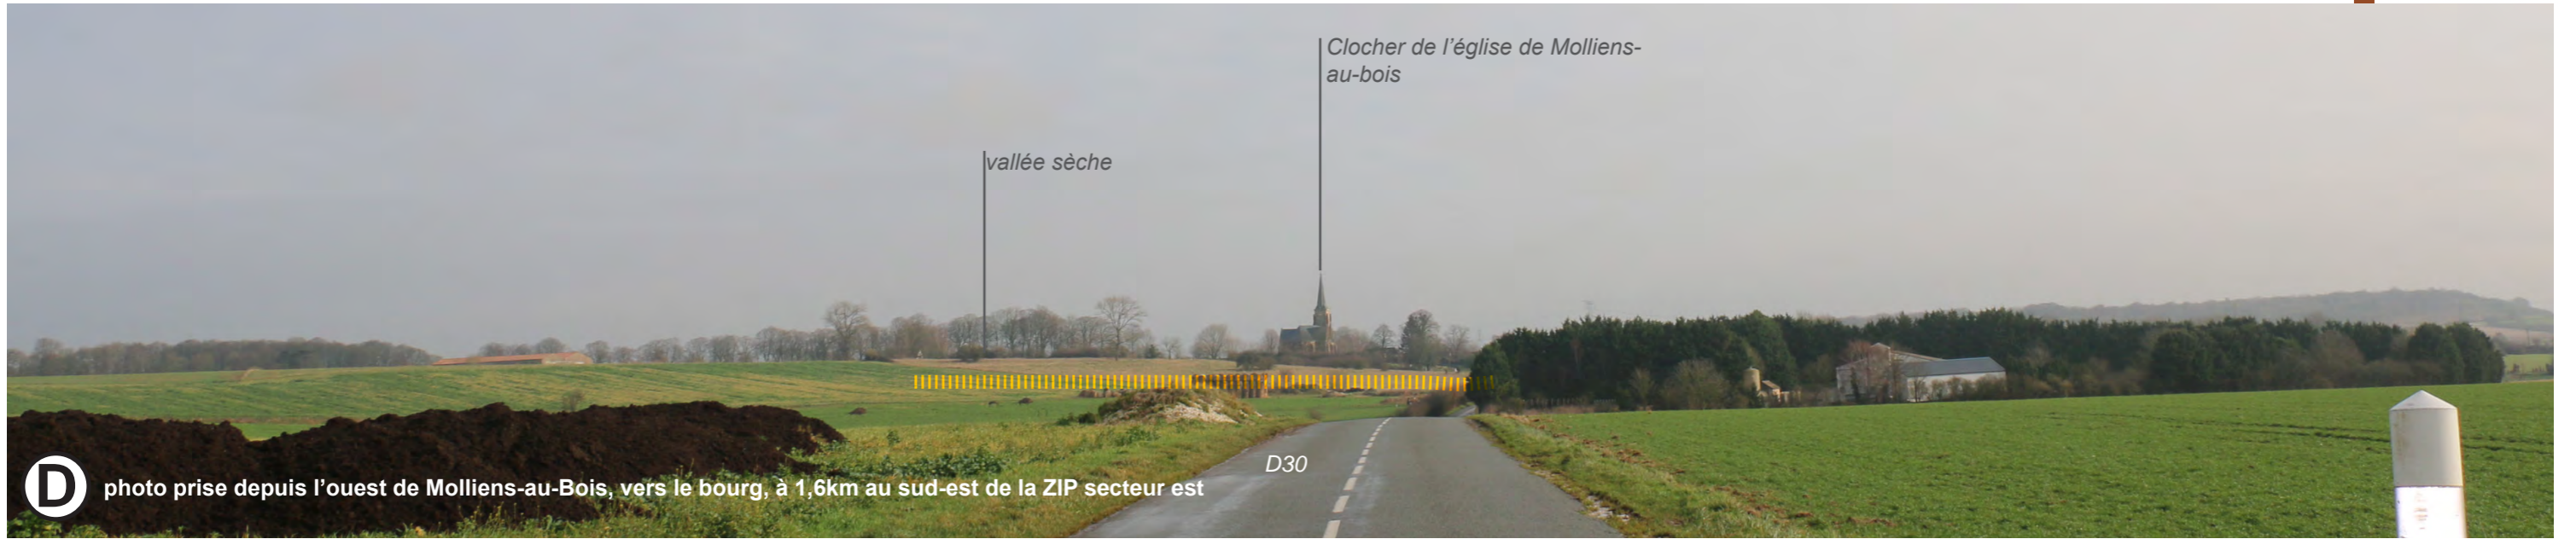 Clocher de l'église de Molliens-
au-bois
vallée sèche
D30
D photo prise depuis l'ouest de Molliens-au-Bois, vers le bourg, à 1,6km au sud-est de la ZIP secteur est